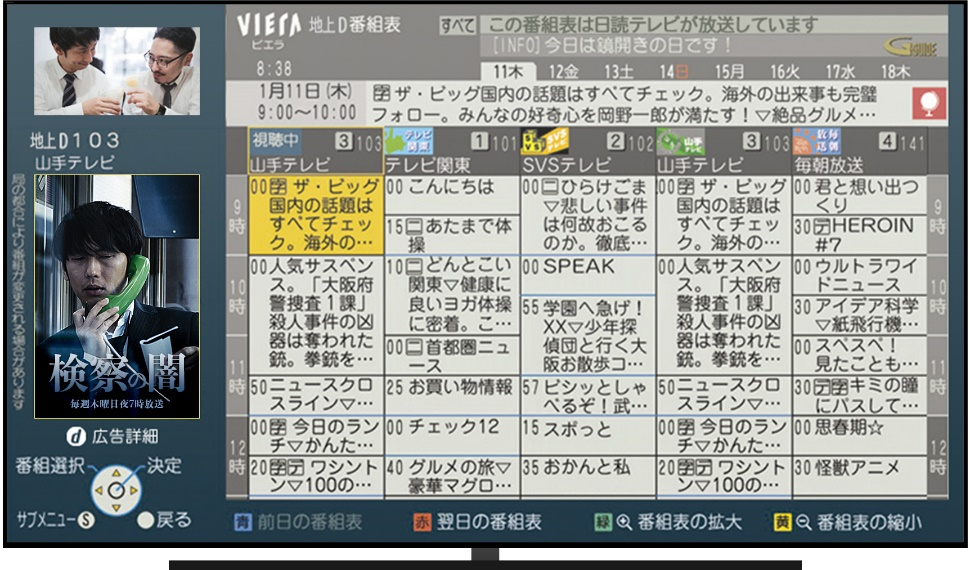 VIERA 地上D番組表
ビエラ
すべて
この番組表は日読テレビが放送しています
[INFO]今日は鏡開きの日です！
G-GUIDE
8:38
11木 12金 13土 14日 15月 16火 17水 18木
1月11日(木)
9:00～10:00
字 ザ・ビッグ国内の話題はすべてチェック。海外の出来事も完璧
フォロー。みんなの好奇心を岡野一郎が満たす！▽絶品グルメ…
地上D103
山手テレビ
局の都合により番組が変更される場合があります
検察の闇
毎週木曜日夜7時放送
d 広告詳細
番組選択
決定
サブメニュー S
戻る
視聴中 3 103
山手テレビ
テレビ関東 1 101
テレビ関東
SVS 2 102
SVSテレビ
山手テレビ 3 103
山手テレビ
毎朝放送 4 141
毎朝放送
9時
10時
11時
12時
00字 ザ・ビッグ
国内の話題は
すべてチェッ
ク。海外の…
00人気サスペン
ス。「大阪府
警捜査1課」
殺人事件の凶
器は奪われた
銃。拳銃を…
50ニュースクロ
スライン▽…
00字 今日のラン
チ▽かんた…
20字デ ワシント
ン▽100の…
00 こんにちは
15 あたまで体
操
10 どんとこい
関東▽健康に
良いヨガ体操
に密着。こ…
00 首都圏ニュ
ース
25 お買い物情報
00 チェック12
40 グルメの旅▽
豪華マグロ…
00 ひらけごま
▽悲しい事件
は何故おこる
のか。徹底…
00 SPEAK
55 学園へ急げ！
XX▽少年探
偵団と行く大
阪お散歩コ…
57 ビシッとしゃ
べるぞ！武…
15 スポっと
35 おかんと私
00字 ザ・ビッグ
国内の話題は
すべてチェッ
ク。海外の…
00人気サスペン
ス。「大阪府
警捜査1課」
殺人事件の凶
器は奪われた
銃。拳銃を…
50ニュースクロ
スライン▽…
00字 今日のラン
チ▽かんた…
20字デ ワシント
ン▽100の…
00 君と想い出つ
くり
30デHEROIN
#7
00 ウルトラワイ
ドニュース
30 アイデア科学
▽紙飛行機…
00 スペスペ！
見たことも…
30デ字キミの瞳
にパスして…
00 思春期☆
30 怪獣アニメ
9時
10時
11時
12時
青 前日の番組表
赤 翌日の番組表
緑 番組表の拡大
黄 番組表の縮小